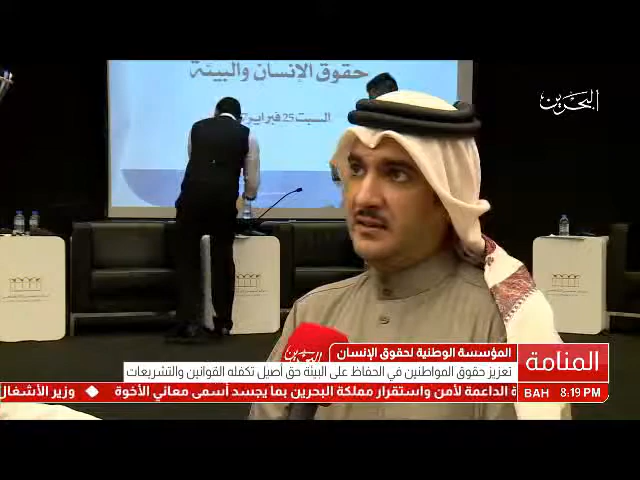 حقوق الإنسان والبيئة
السبت 25 فبراير
البحرين
المؤسسة الوطنية لحقوق الإنسان
المنامة
تعزيز حقوق المواطنين في الحفاظ على البيئة حق أصيل تكفله القوانين والتشريعات
BAH 8:19 PM
ة الداعمة لأمن واستقرار مملكة البحرين بما يجسد أسمى معاني الأخوة ◆ وزير الأشغال